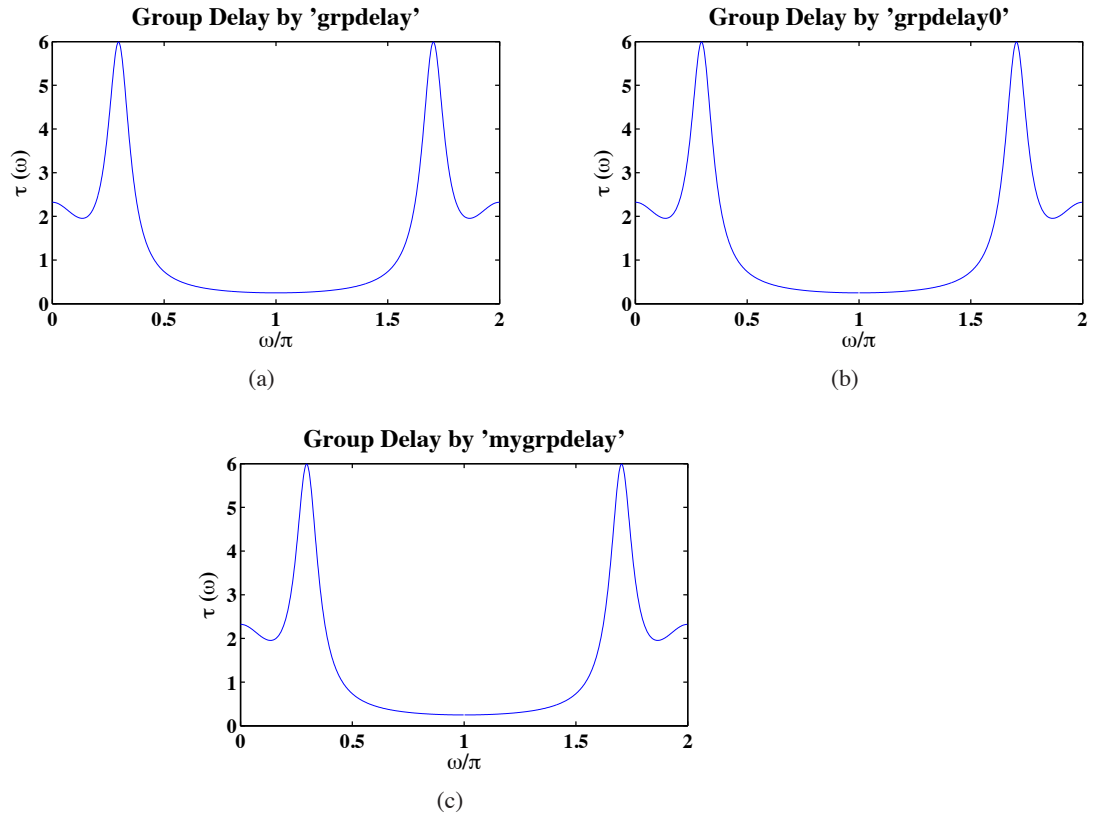 Group Delay by ’grpdelay’
6
5
4
3
2
1
0
τ (ω)
0 0.5 1 1.5 2
ω/π
(a)
Group Delay by ’grpdelay0’
6
5
4
3
2
1
0
τ (ω)
0 0.5 1 1.5 2
ω/π
(b)
Group Delay by ’mygrpdelay’
6
5
4
3
2
1
0
τ (ω)
0 0.5 1 1.5 2
ω/π
(c)